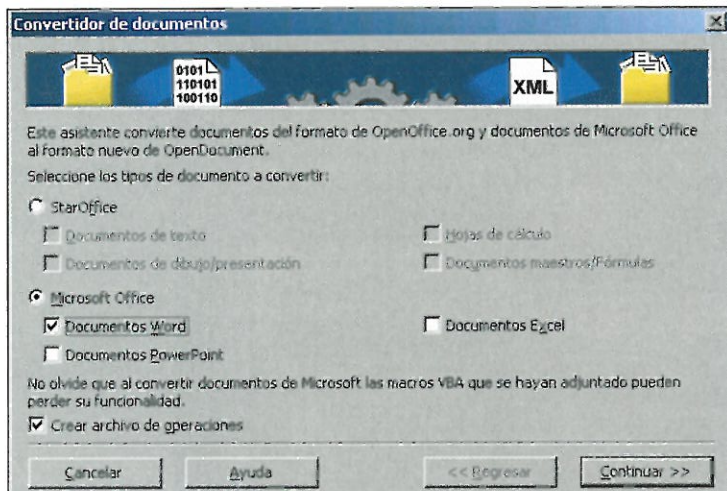 Convertidor de documentos
0101
110101
100110
XML
Este asistente convierte documentos del formato de OpenOffice.org y documentos de Microsoft Office
al formato nuevo de OpenDocument.
Seleccione los tipos de documento a convertir:
StarOffice
Documentos de texto
Hojas de cálculo
Documentos de dibujo/presentación
Documentos maestros/Fórmulas
Microsoft Office
Documentos Word
Documentos Excel
Documentos PowerPoint
No olvide que al convertir documentos de Microsoft las macros VBA que se hayan adjuntado pueden
perder su funcionalidad.
Crear archivo de operaciones
Cancelar
Ayuda
<< Regresar
Continuar >>